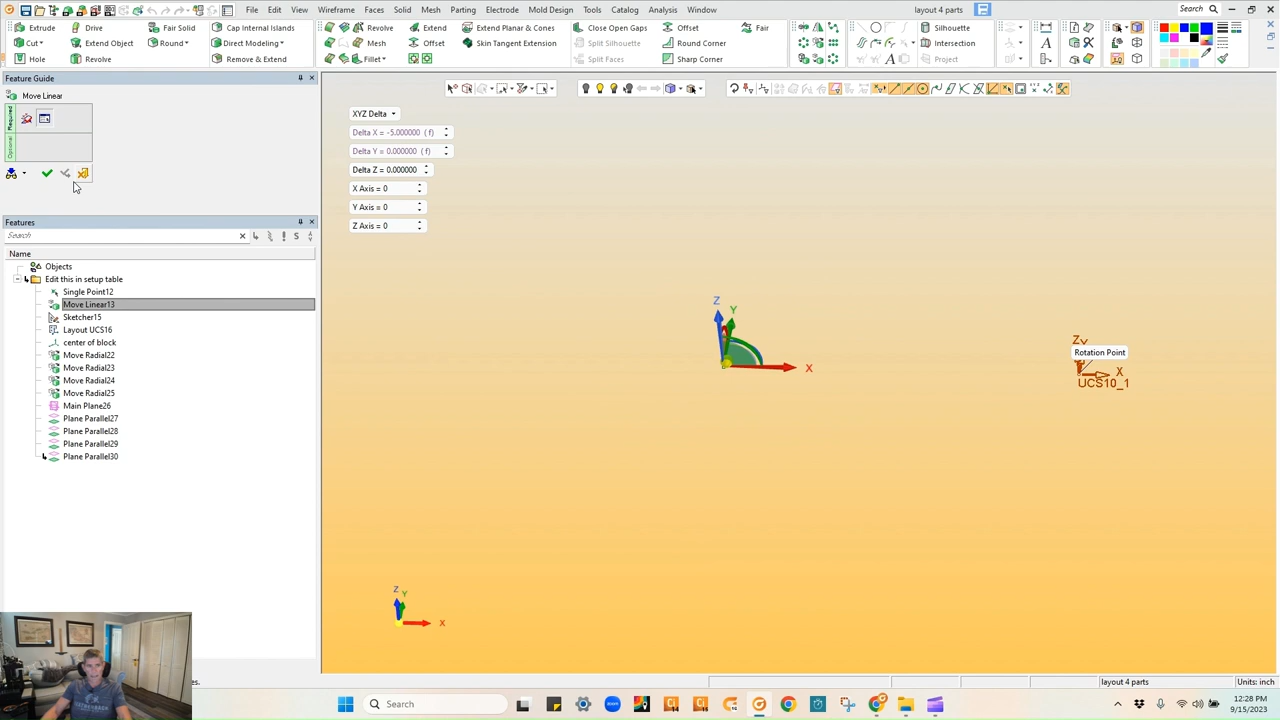 File Edit Views Wireframe Faces Solid Mesh Parting Electrode Mold Design Tools Catalog Analysis Window layout 4 parts Search
Extrude Drive Fair Solid Cap Internal Islands Morph Extend Extend Planar & Cones Close Open Gaps Offset Fair Silhouette
Cut Extend Object Round Direct Modeling Mesh Offset Skin Tangent Extension Split Silhouette Round Corner Intersection
Hole Revolve Remove & Extend Fillet Split Faces Sharp Corner Project
Feature Guide
Move Linear
Required
Optional
XYZ Delta
Delta X = -5.000000 ( f )
Delta Y = 0.000000 ( f )
Delta Z = 0.000000
X Axis = 0
Y Axis = 0
Z Axis = 0
Features
Search
Name
Objects
Edit this in setup table
Single Point12
Move Linear13
Sketcher15
Layout UCS16
center of block
Move Radial22
Move Radial23
Move Radial24
Move Radial25
Main Plane26
Plane Parallel27
Plane Parallel28
Plane Parallel29
Plane Parallel30
Z
Y
X
Z Y
Rotation Point
X
UCS10_1
Z
Y
X
layout 4 parts Units: inch
Search
12:28 PM
9/15/2023